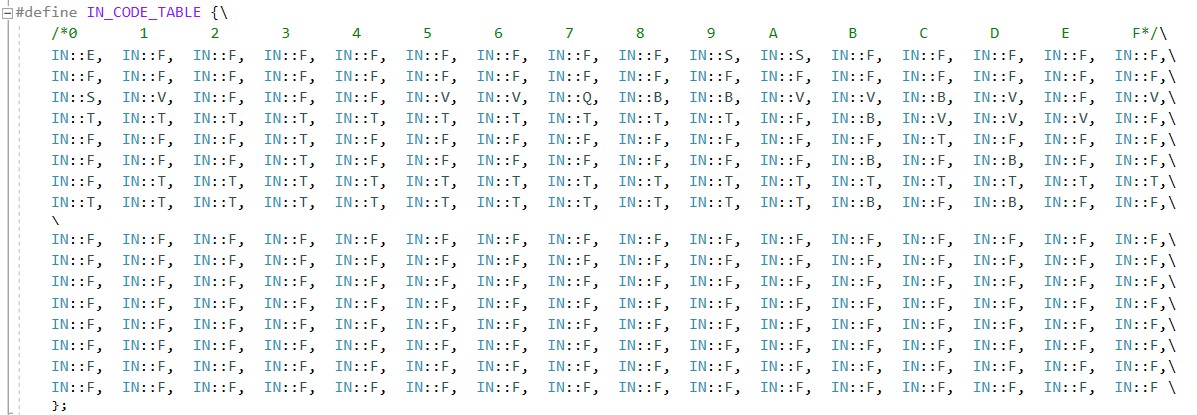 #define IN_CODE_TABLE {\
/*0 1 2 3 4 5 6 7 8 9 A B C D E F*/\
IN::E, IN::F, IN::F, IN::F, IN::F, IN::F, IN::F, IN::F, IN::F, IN::S, IN::S, IN::F, IN::F, IN::F, IN::F, IN::F,\
IN::F, IN::F, IN::F, IN::F, IN::F, IN::F, IN::F, IN::F, IN::F, IN::F, IN::F, IN::F, IN::F, IN::F, IN::F, IN::F,\
IN::S, IN::V, IN::F, IN::F, IN::F, IN::V, IN::V, IN::Q, IN::B, IN::B, IN::V, IN::V, IN::B, IN::V, IN::F, IN::V,\
IN::T, IN::T, IN::T, IN::T, IN::T, IN::T, IN::T, IN::T, IN::T, IN::T, IN::F, IN::B, IN::V, IN::V, IN::V, IN::F,\
IN::F, IN::F, IN::F, IN::T, IN::F, IN::F, IN::F, IN::F, IN::F, IN::F, IN::F, IN::F, IN::T, IN::F, IN::F, IN::F,\
IN::F, IN::F, IN::F, IN::T, IN::F, IN::F, IN::F, IN::F, IN::F, IN::F, IN::F, IN::B, IN::F, IN::B, IN::F, IN::F,\
IN::F, IN::T, IN::T, IN::T, IN::T, IN::T, IN::T, IN::T, IN::T, IN::T, IN::T, IN::T, IN::T, IN::T, IN::T, IN::T,\
IN::T, IN::T, IN::T, IN::T, IN::T, IN::T, IN::T, IN::T, IN::T, IN::T, IN::T, IN::B, IN::F, IN::B, IN::F, IN::F,\
\
IN::F, IN::F, IN::F, IN::F, IN::F, IN::F, IN::F, IN::F, IN::F, IN::F, IN::F, IN::F, IN::F, IN::F, IN::F, IN::F,\
IN::F, IN::F, IN::F, IN::F, IN::F, IN::F, IN::F, IN::F, IN::F, IN::F, IN::F, IN::F, IN::F, IN::F, IN::F, IN::F,\
IN::F, IN::F, IN::F, IN::F, IN::F, IN::F, IN::F, IN::F, IN::F, IN::F, IN::F, IN::F, IN::F, IN::F, IN::F, IN::F,\
IN::F, IN::F, IN::F, IN::F, IN::F, IN::F, IN::F, IN::F, IN::F, IN::F, IN::F, IN::F, IN::F, IN::F, IN::F, IN::F,\
IN::F, IN::F, IN::F, IN::F, IN::F, IN::F, IN::F, IN::F, IN::F, IN::F, IN::F, IN::F, IN::F, IN::F, IN::F, IN::F,\
IN::F, IN::F, IN::F, IN::F, IN::F, IN::F, IN::F, IN::F, IN::F, IN::F, IN::F, IN::F, IN::F, IN::F, IN::F, IN::F,\
IN::F, IN::F, IN::F, IN::F, IN::F, IN::F, IN::F, IN::F, IN::F, IN::F, IN::F, IN::F, IN::F, IN::F, IN::F, IN::F,\
IN::F, IN::F, IN::F, IN::F, IN::F, IN::F, IN::F, IN::F, IN::F, IN::F, IN::F, IN::F, IN::F, IN::F, IN::F, IN::F \
};